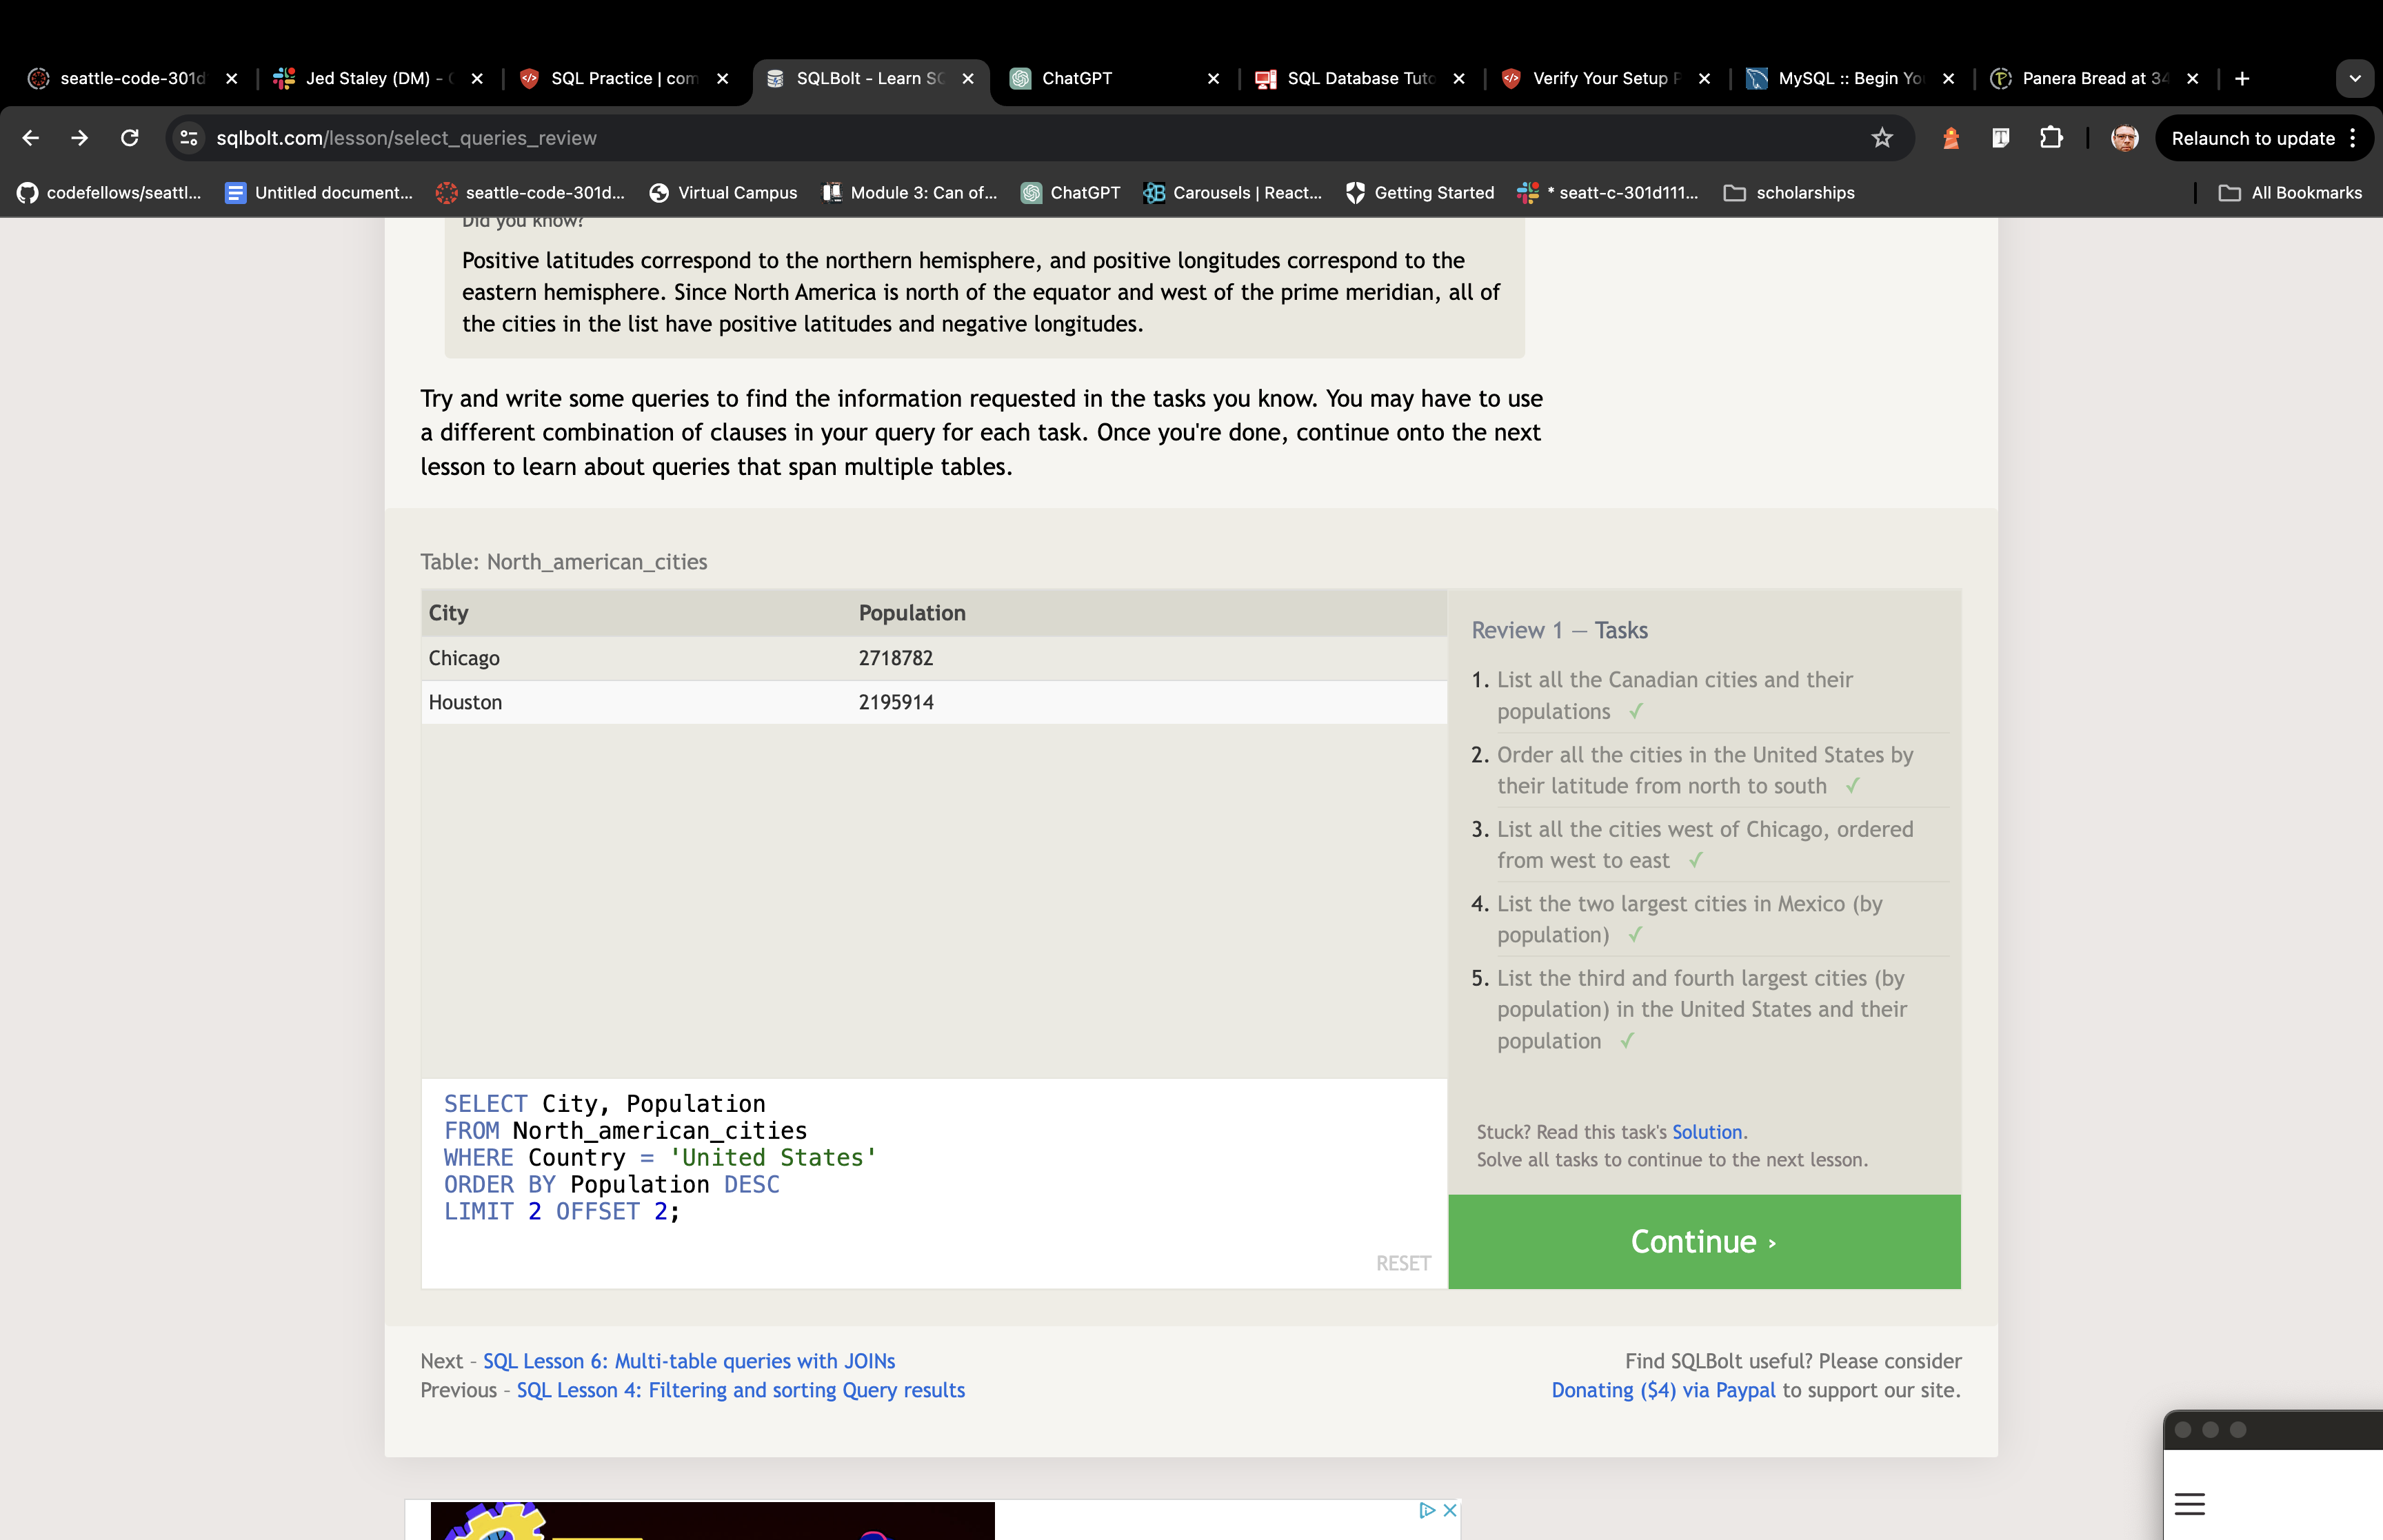 seattle-code-301d
Jed Staley (DM) - 
SQL Practice | com
SQLBolt - Learn SQ
ChatGPT
SQL Database Tuto
Verify Your Setup P
MySQL :: Begin You
Panera Bread at 34
sqlbolt.com/lesson/select_queries_review
Relaunch to update
codefellows/seattl...
Untitled document...
seattle-code-301d...
Virtual Campus
Module 3: Can of...
ChatGPT
Carousels | React...
Getting Started
* seatt-c-301d111...
scholarships
All Bookmarks
Did you know?
Positive latitudes correspond to the northern hemisphere, and positive longitudes correspond to the
eastern hemisphere. Since North America is north of the equator and west of the prime meridian, all of
the cities in the list have positive latitudes and negative longitudes.
Try and write some queries to find the information requested in the tasks you know. You may have to use
a different combination of clauses in your query for each task. Once you're done, continue onto the next
lesson to learn about queries that span multiple tables.
Table: North_american_cities
City Population
Chicago 2718782
Houston 2195914
SELECT City, Population
FROM North_american_cities
WHERE Country = 'United States'
ORDER BY Population DESC
LIMIT 2 OFFSET 2;
RESET
Review 1 — Tasks
1. List all the Canadian cities and their
populations ✓
2. Order all the cities in the United States by
their latitude from north to south ✓
3. List all the cities west of Chicago, ordered
from west to east ✓
4. List the two largest cities in Mexico (by
population) ✓
5. List the third and fourth largest cities (by
population) in the United States and their
population ✓
Stuck? Read this task's Solution.
Solve all tasks to continue to the next lesson.
Continue ›
Next – SQL Lesson 6: Multi-table queries with JOINs
Previous – SQL Lesson 4: Filtering and sorting Query results
Find SQLBolt useful? Please consider
Donating ($4) via Paypal to support our site.